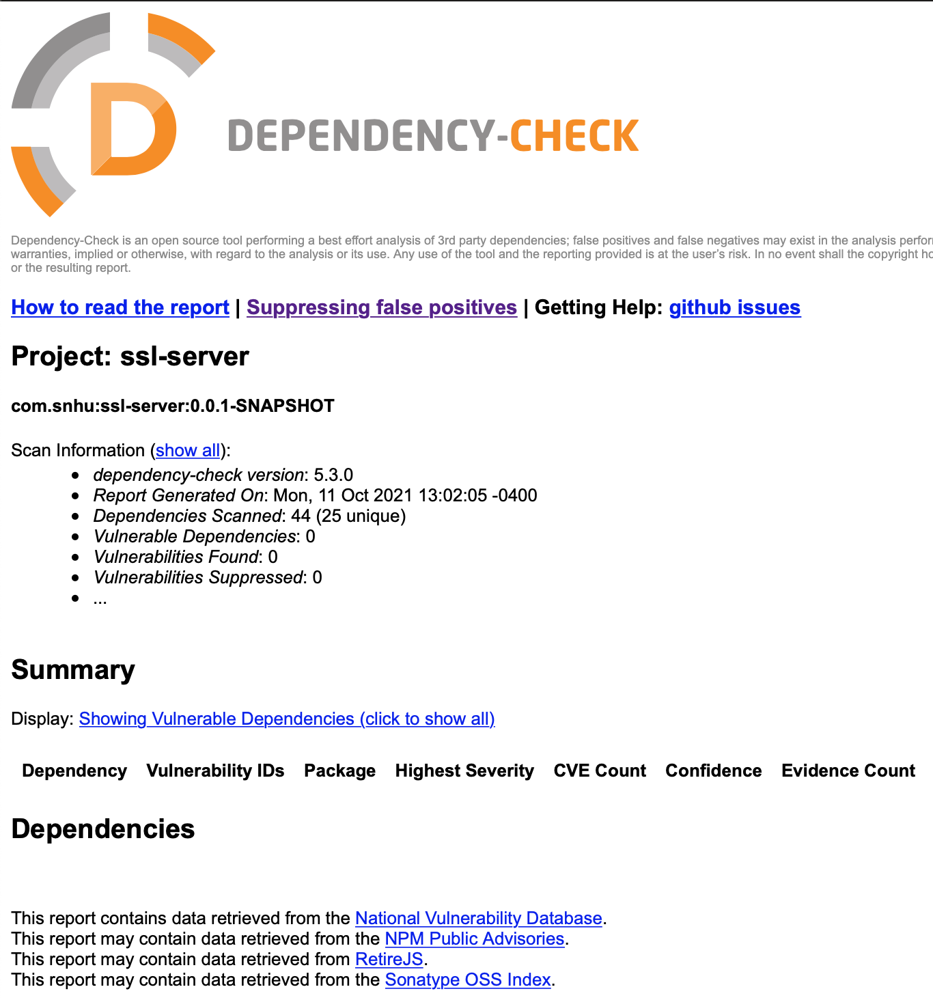 D
DEPENDENCY-CHECK
Dependency-Check is an open source tool performing a best effort analysis of 3rd party dependencies; false positives and false negatives may exist in the analysis perfor
warranties, implied or otherwise, with regard to the analysis or its use. Any use of the tool and the reporting provided is at the user’s risk. In no event shall the copyright ho
or the resulting report.
How to read the report | Suppressing false positives | Getting Help: github issues
Project: ssl-server
com.snhu:ssl-server:0.0.1-SNAPSHOT
Scan Information (show all):
• dependency-check version: 5.3.0
• Report Generated On: Mon, 11 Oct 2021 13:02:05 -0400
• Dependencies Scanned: 44 (25 unique)
• Vulnerable Dependencies: 0
• Vulnerabilities Found: 0
• Vulnerabilities Suppressed: 0
• ...
Summary
Display: Showing Vulnerable Dependencies (click to show all)
Dependency Vulnerability IDs Package Highest Severity CVE Count Confidence Evidence Count
Dependencies
This report contains data retrieved from the National Vulnerability Database.
This report may contain data retrieved from the NPM Public Advisories.
This report may contain data retrieved from RetireJS.
This report may contain data retrieved from the Sonatype OSS Index.